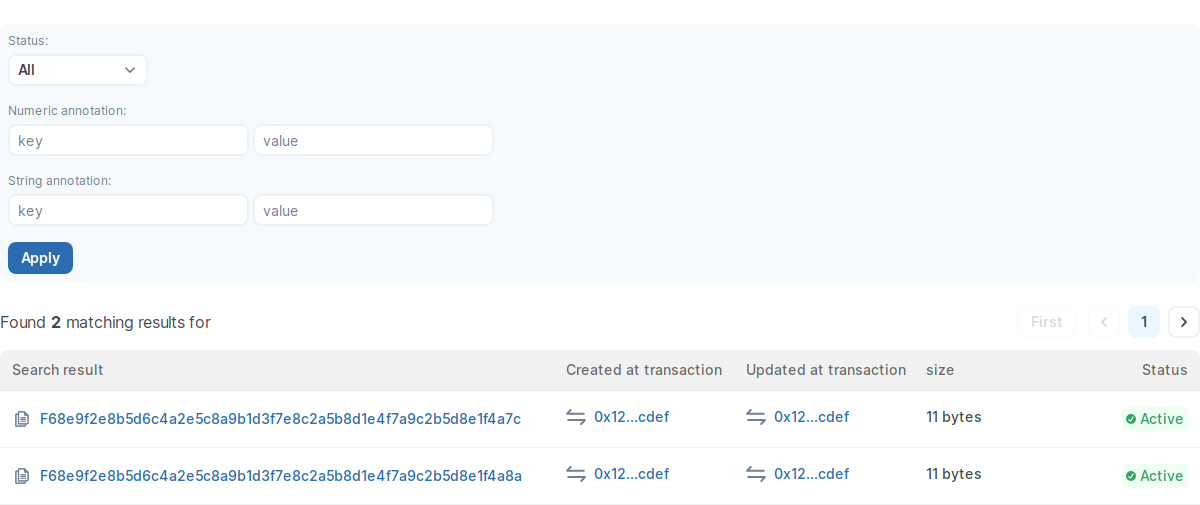 Status:
All
Numeric annotation:
key value
String annotation:
key value
Apply
Found 2 matching results for First 1
Search result Created at transaction Updated at transaction size Status
F68e9f2e8b5d6c4a2e5c8a9b1d3f7e8c2a5b8d1e4f7a9c2b5d8e1f4a7c 0x12...cdef 0x12...cdef 11 bytes Active
F68e9f2e8b5d6c4a2e5c8a9b1d3f7e8c2a5b8d1e4f7a9c2b5d8e1f4a8a 0x12...cdef 0x12...cdef 11 bytes Active